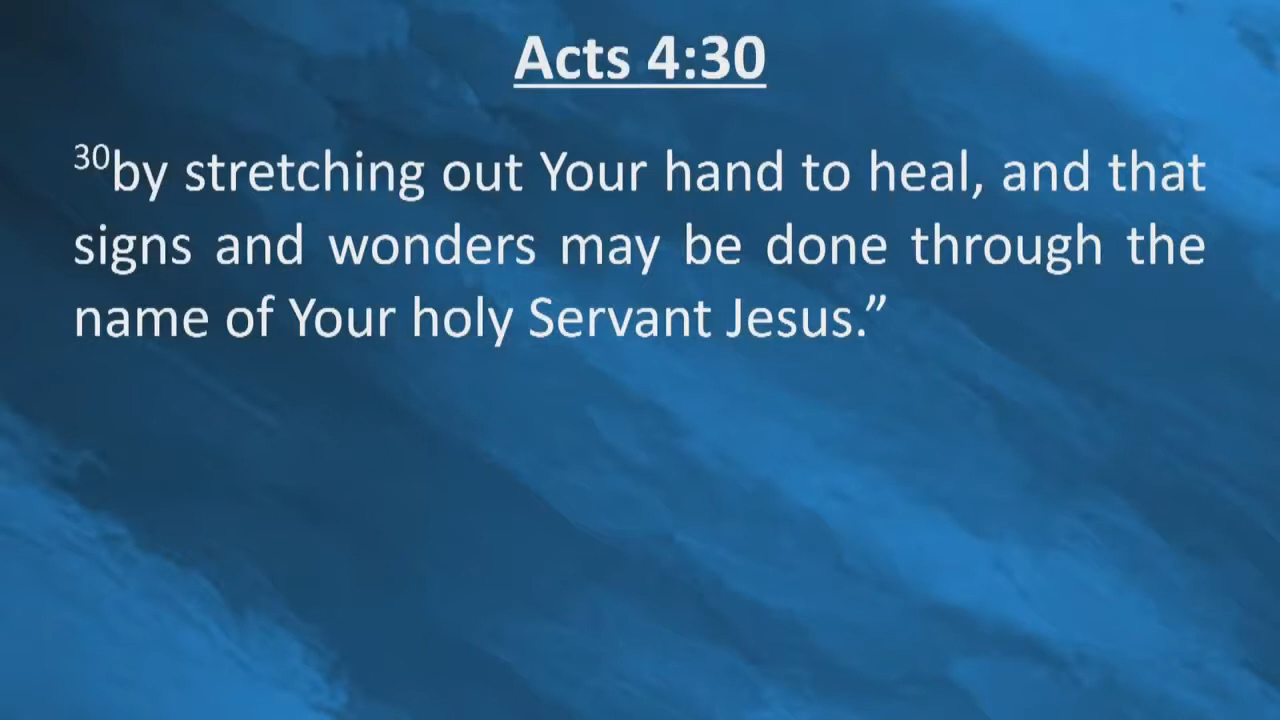 Acts 4:30
30by stretching out Your hand to heal, and that
signs and wonders may be done through the
name of Your holy Servant Jesus.”